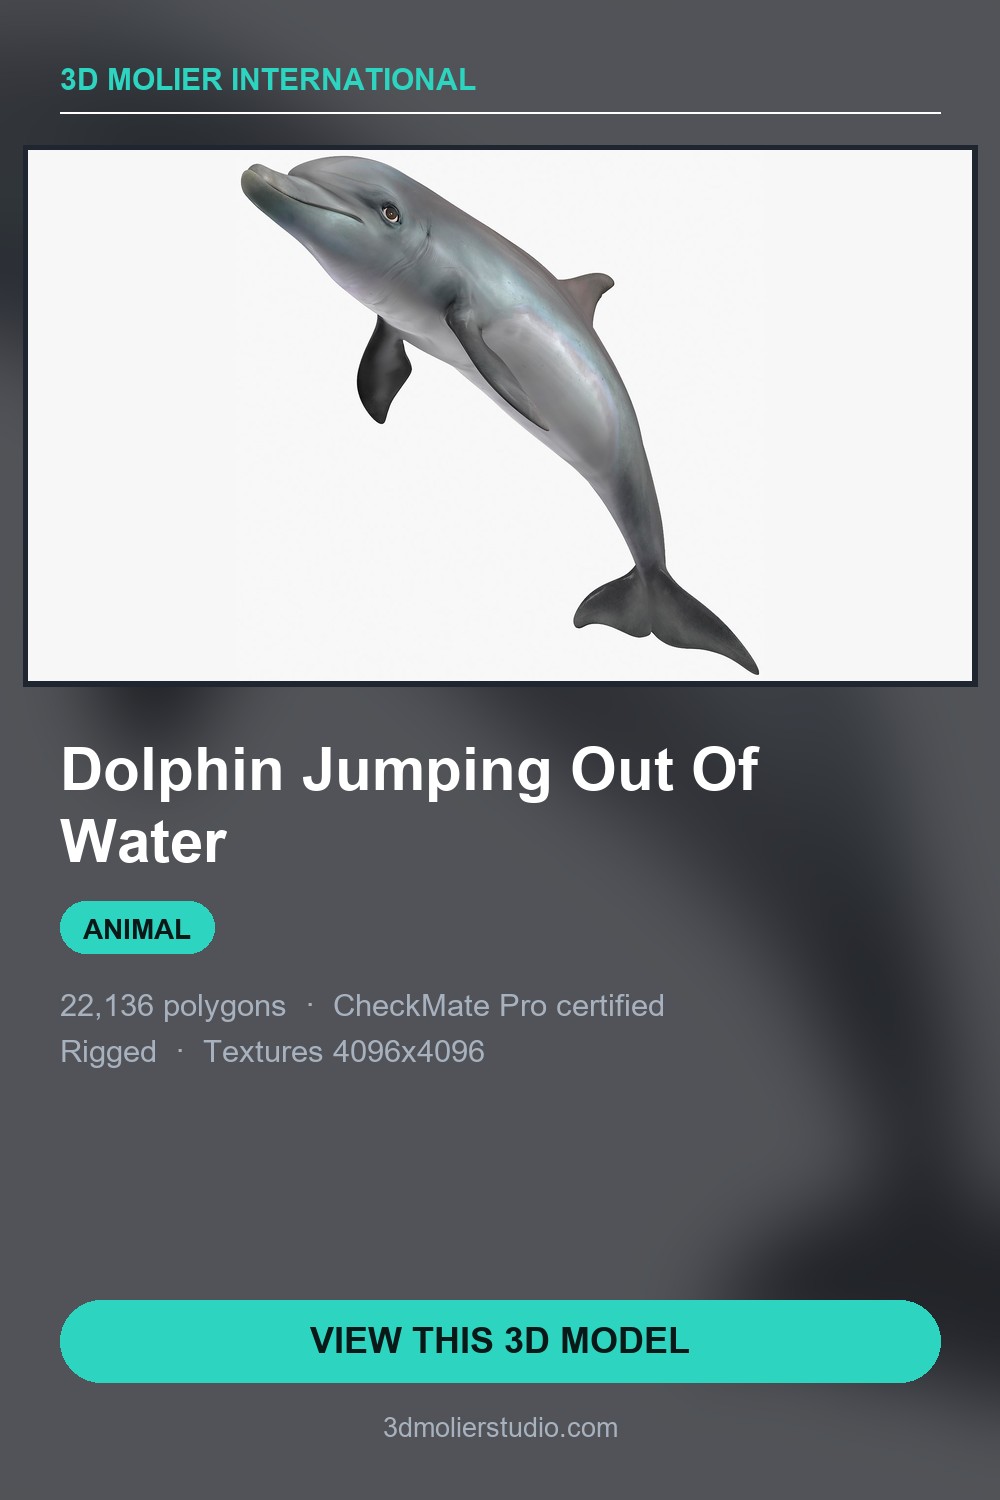 3D MOLIER INTERNATIONAL
Dolphin Jumping Out Of
Water
ANIMAL
22,136 polygons · CheckMate Pro certified
Rigged · Textures 4096x4096
VIEW THIS 3D MODEL
3dmolierstudio.com